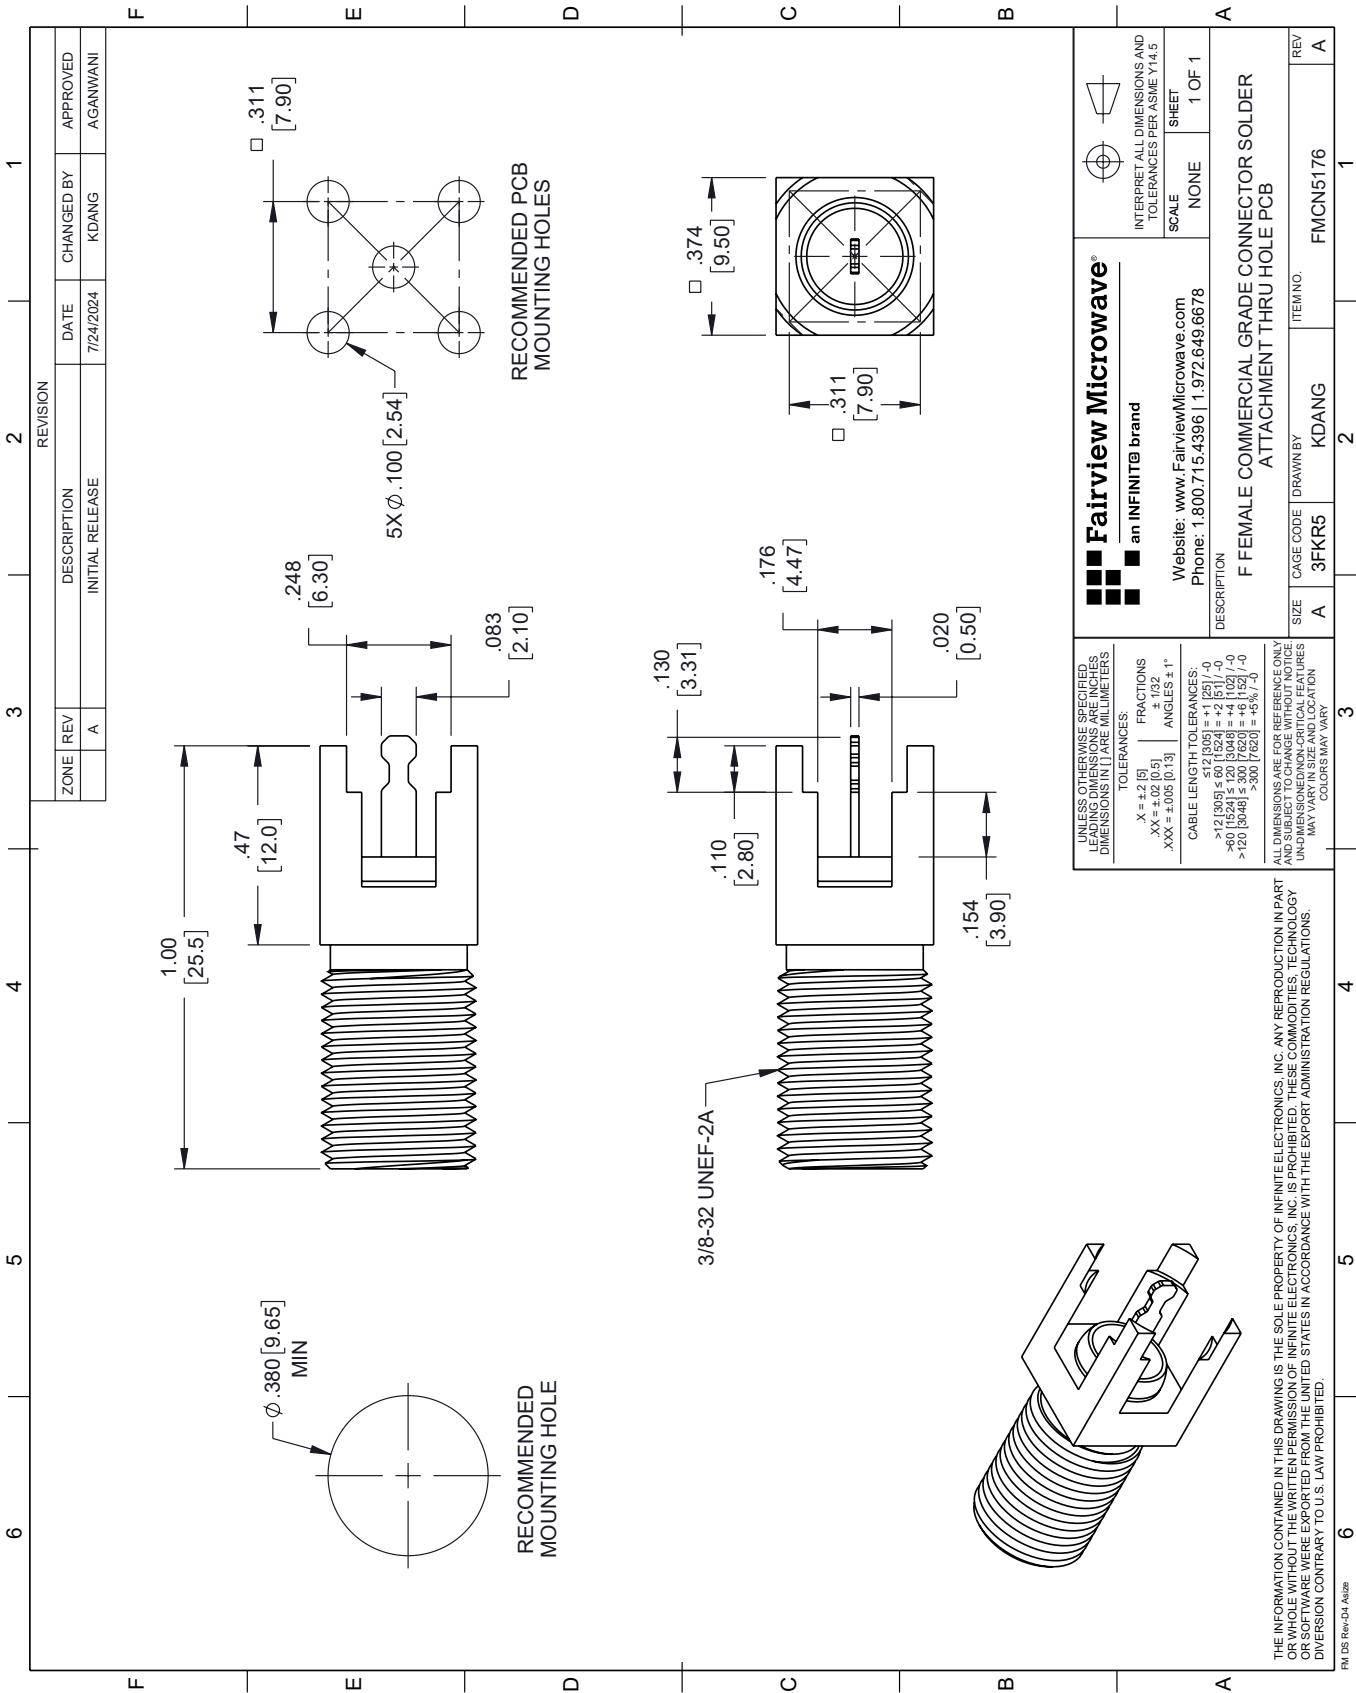 REVISION
ZONE REV DESCRIPTION DATE CHANGED BY APPROVED
A INITIAL RELEASE 7/24/2024 KDANG AGANWANI
6 5 4 3 2 1
F
E
D
C
B
A
Ø .380 [9.65]
MIN
RECOMMENDED
MOUNTING HOLE
1.00
[25.5]
.47
[12.0]
.248
[6.30]
.083
[2.10]
□ .311
[7.90]
5X Ø .100 [2.54]
RECOMMENDED PCB
MOUNTING HOLES
3/8-32 UNEF-2A
.130
[3.31]
.110
[2.80]
.176
[4.47]
.020
[0.50]
.154
[3.90]
□ .374
[9.50]
□ .311
[7.90]
UNLESS OTHERWISE SPECIFIED
LEADING DIMENSIONS ARE INCHES
DIMENSIONS IN [ ] ARE MILLIMETERS
TOLERANCES:
.X = ±.2 [5] FRACTIONS
.XX = ±.02 [0.5] ± 1/32
.XXX = ±.005 [0.13] ANGLES ± 1°
CABLE LENGTH TOLERANCES:
≤12 [305] = +1 [25] / -0
>12 [305] ≤ 60 [1524] = +2 [51] / -0
>60 [1524] ≤ 120 [3048] = +4 [102] / -0
>120 [3048] ≤ 300 [7620] = +6 [152] / -0
>300 [7620] = +5% / -0
ALL DIMENSIONS ARE FOR REFERENCE ONLY
AND SUBJECT TO CHANGE WITHOUT NOTICE.
UN-DIMENSIONED/NON-CRITICAL FEATURES
MAY VARY IN SIZE AND LOCATION
COLORS MAY VARY
Fairview Microwave®
an INFINIT® brand
Website: www.FairviewMicrowave.com
Phone: 1.800.715.4396 | 1.972.649.6678
INTERPRET ALL DIMENSIONS AND
TOLERANCES PER ASME Y14.5
SCALE SHEET
NONE 1 OF 1
DESCRIPTION
F FEMALE COMMERCIAL GRADE CONNECTOR SOLDER
ATTACHMENT THRU HOLE PCB
SIZE CAGE CODE DRAWN BY ITEM NO. REV
A 3FKR5 KDANG FMCN5176 A
THE INFORMATION CONTAINED IN THIS DRAWING IS THE SOLE PROPERTY OF INFINITE ELECTRONICS, INC. ANY REPRODUCTION IN PART
OR WHOLE WITHOUT THE WRITTEN PERMISSION OF INFINITE ELECTRONICS, INC. IS PROHIBITED. THESE COMMODITIES, TECHNOLOGY
OR SOFTWARE WERE EXPORTED FROM THE UNITED STATES IN ACCORDANCE WITH THE EXPORT ADMINISTRATION REGULATIONS.
DIVERSION CONTRARY TO U.S. LAW PROHIBITED.
F
E
D
C
B
A
6 5 4 3 2 1
FM DS Rev-D4 Asize